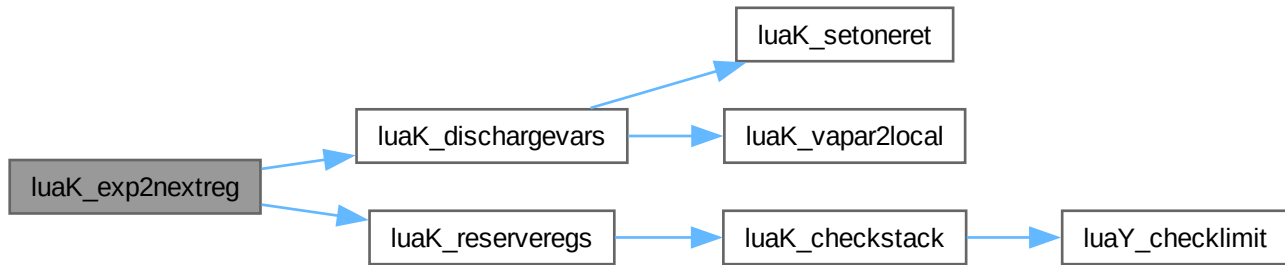 luaK_setoneret
luaK_dischargevars
luaK_vapar2local
luaK_exp2nextreg
luaK_reserveregs
luaK_checkstack
luaY_checklimit